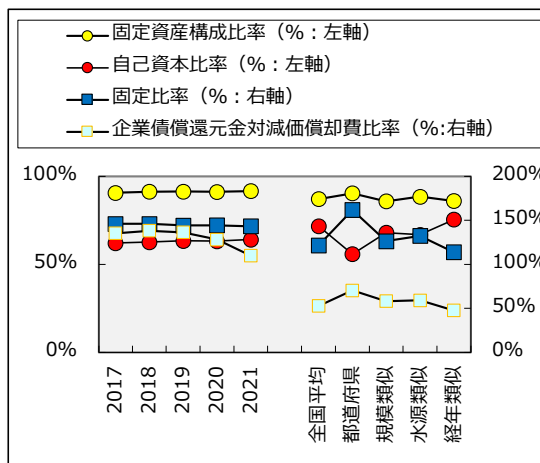 固定資産構成比率（%：左軸）
自己資本比率（%：左軸）
固定比率（%：右軸）
企業債償還元金対減価償却費比率（%:右軸）
100%
50%
0%
200%
150%
100%
50%
0%
2017
2018
2019
2020
2021
全国平均
都道府県
規模類似
水源類似
経年類似